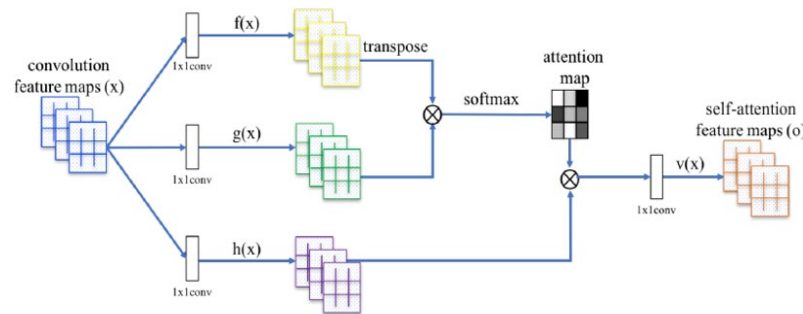 convolution
feature maps (x)
1x1conv
f(x)
transpose
1x1conv
g(x)
1x1conv
h(x)
softmax
attention
map
1x1conv
v(x)
self-attention
feature maps (o)